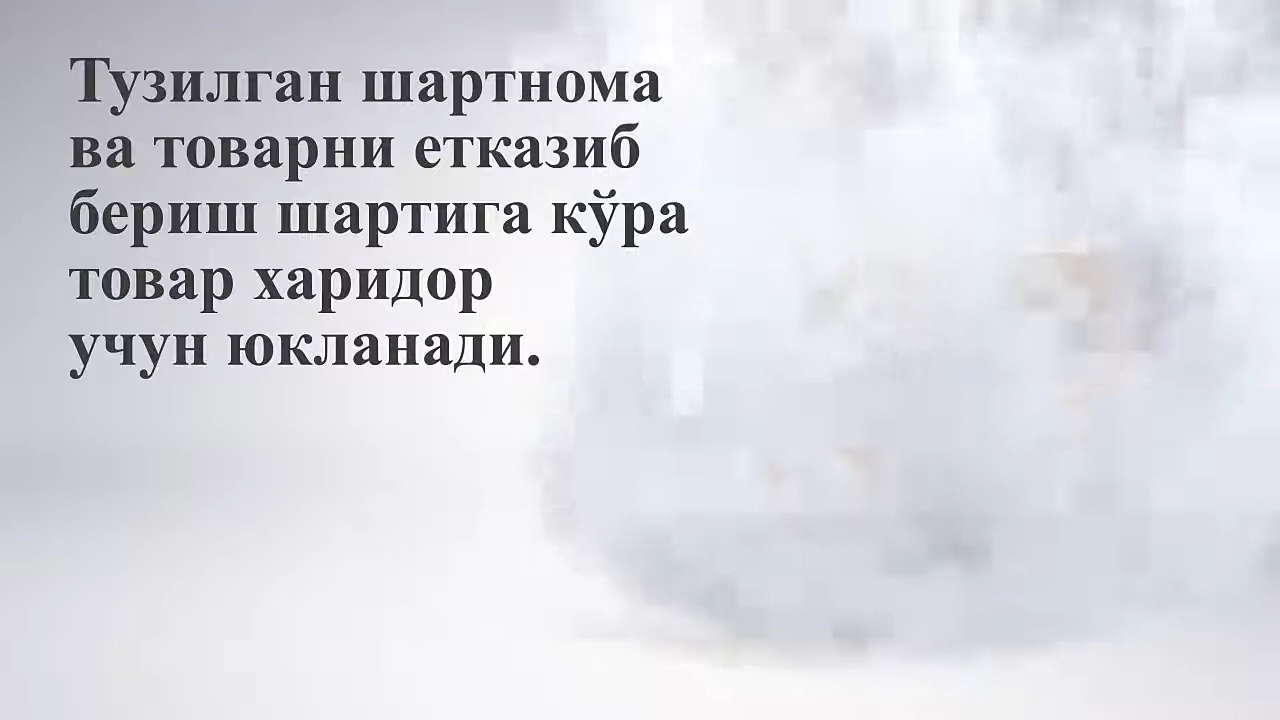 Тузилган шартнома
ва товарни етказиб
бериш шартига кўра
товар харидор
учун юкланади.